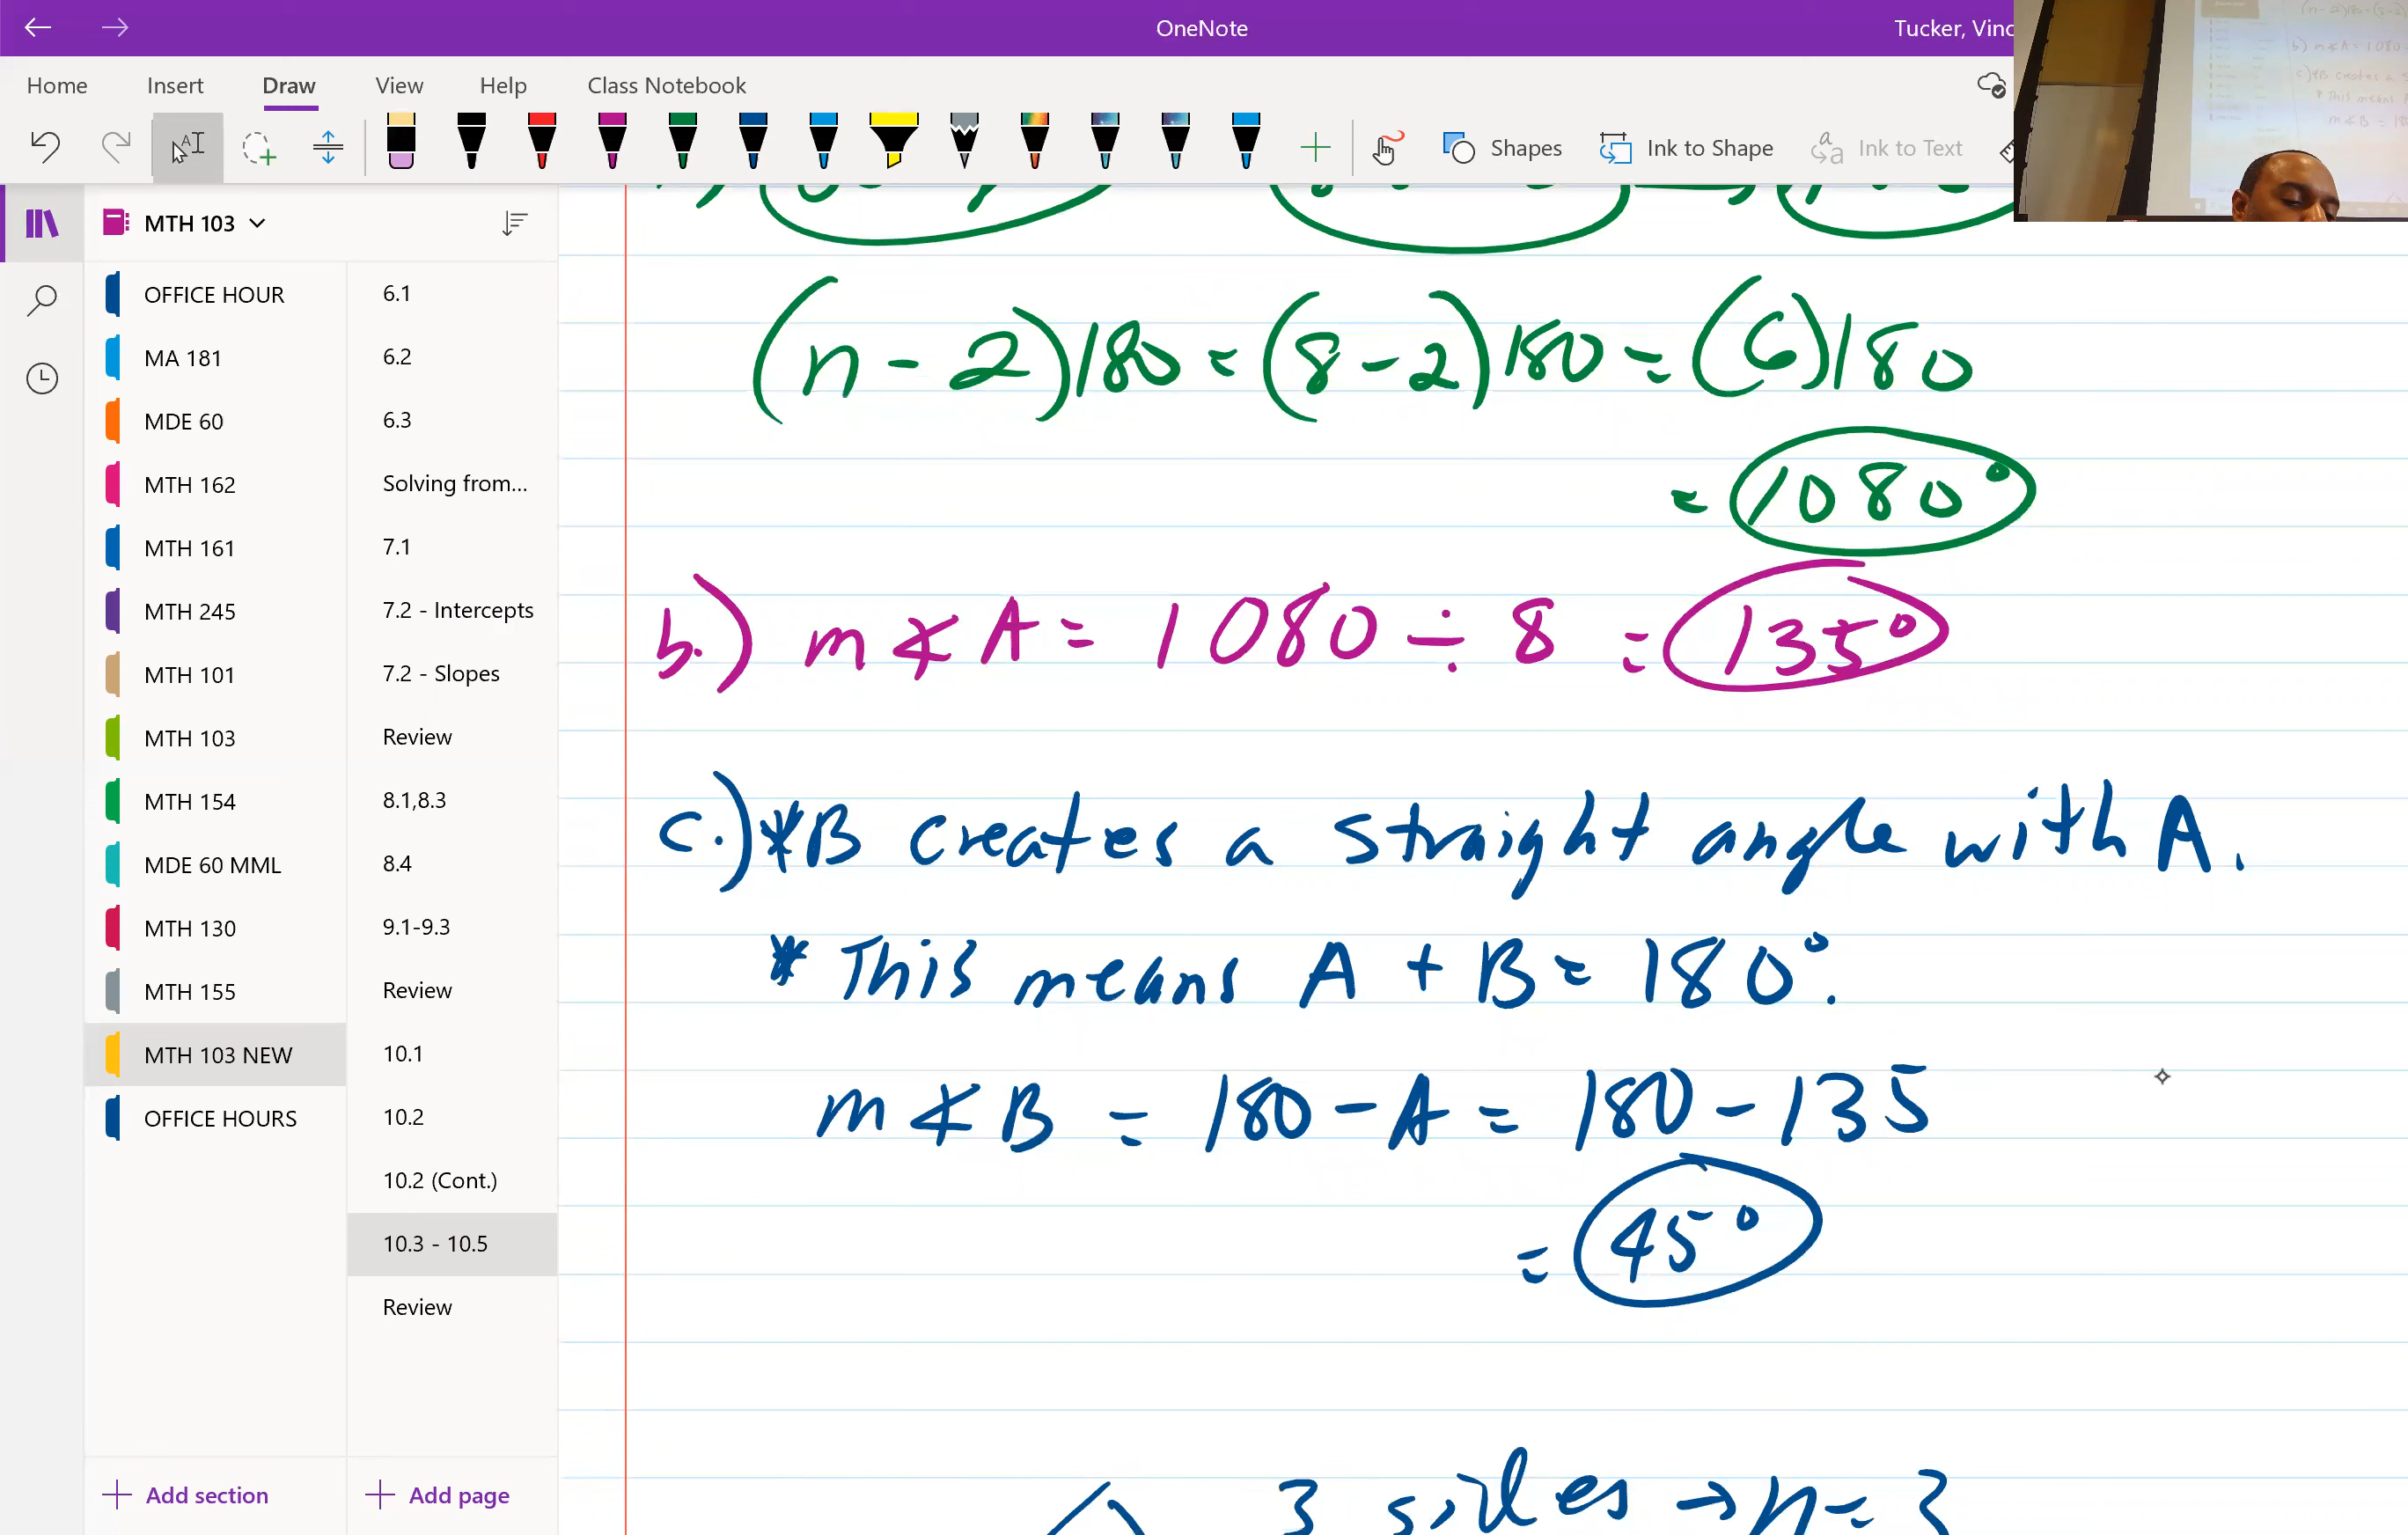 OneNote
Tucker, Vinc
Home Insert Draw View Help Class Notebook
Shapes Ink to Shape Ink to Text
MTH 103
OFFICE HOUR
MA 181
MDE 60
MTH 162
MTH 161
MTH 245
MTH 101
MTH 103
MTH 154
MDE 60 MML
MTH 130
MTH 155
MTH 103 NEW
OFFICE HOURS
Add section
6.1
6.2
6.3
Solving from...
7.1
7.2 - Intercepts
7.2 - Slopes
Review
8.1,8.3
8.4
9.1-9.3
Review
10.1
10.2
10.2 (Cont.)
10.3 - 10.5
Review
Add page
(n - 2)180 = (8 - 2)180 = (6)180
= 1080°
b.) m∡A = 1080 ÷ 8 = 135°
c.) *B creates a straight angle with A.
* This means A + B = 180°.
m∡B = 180 - A = 180 - 135
= 45°
3 sides → n = 3